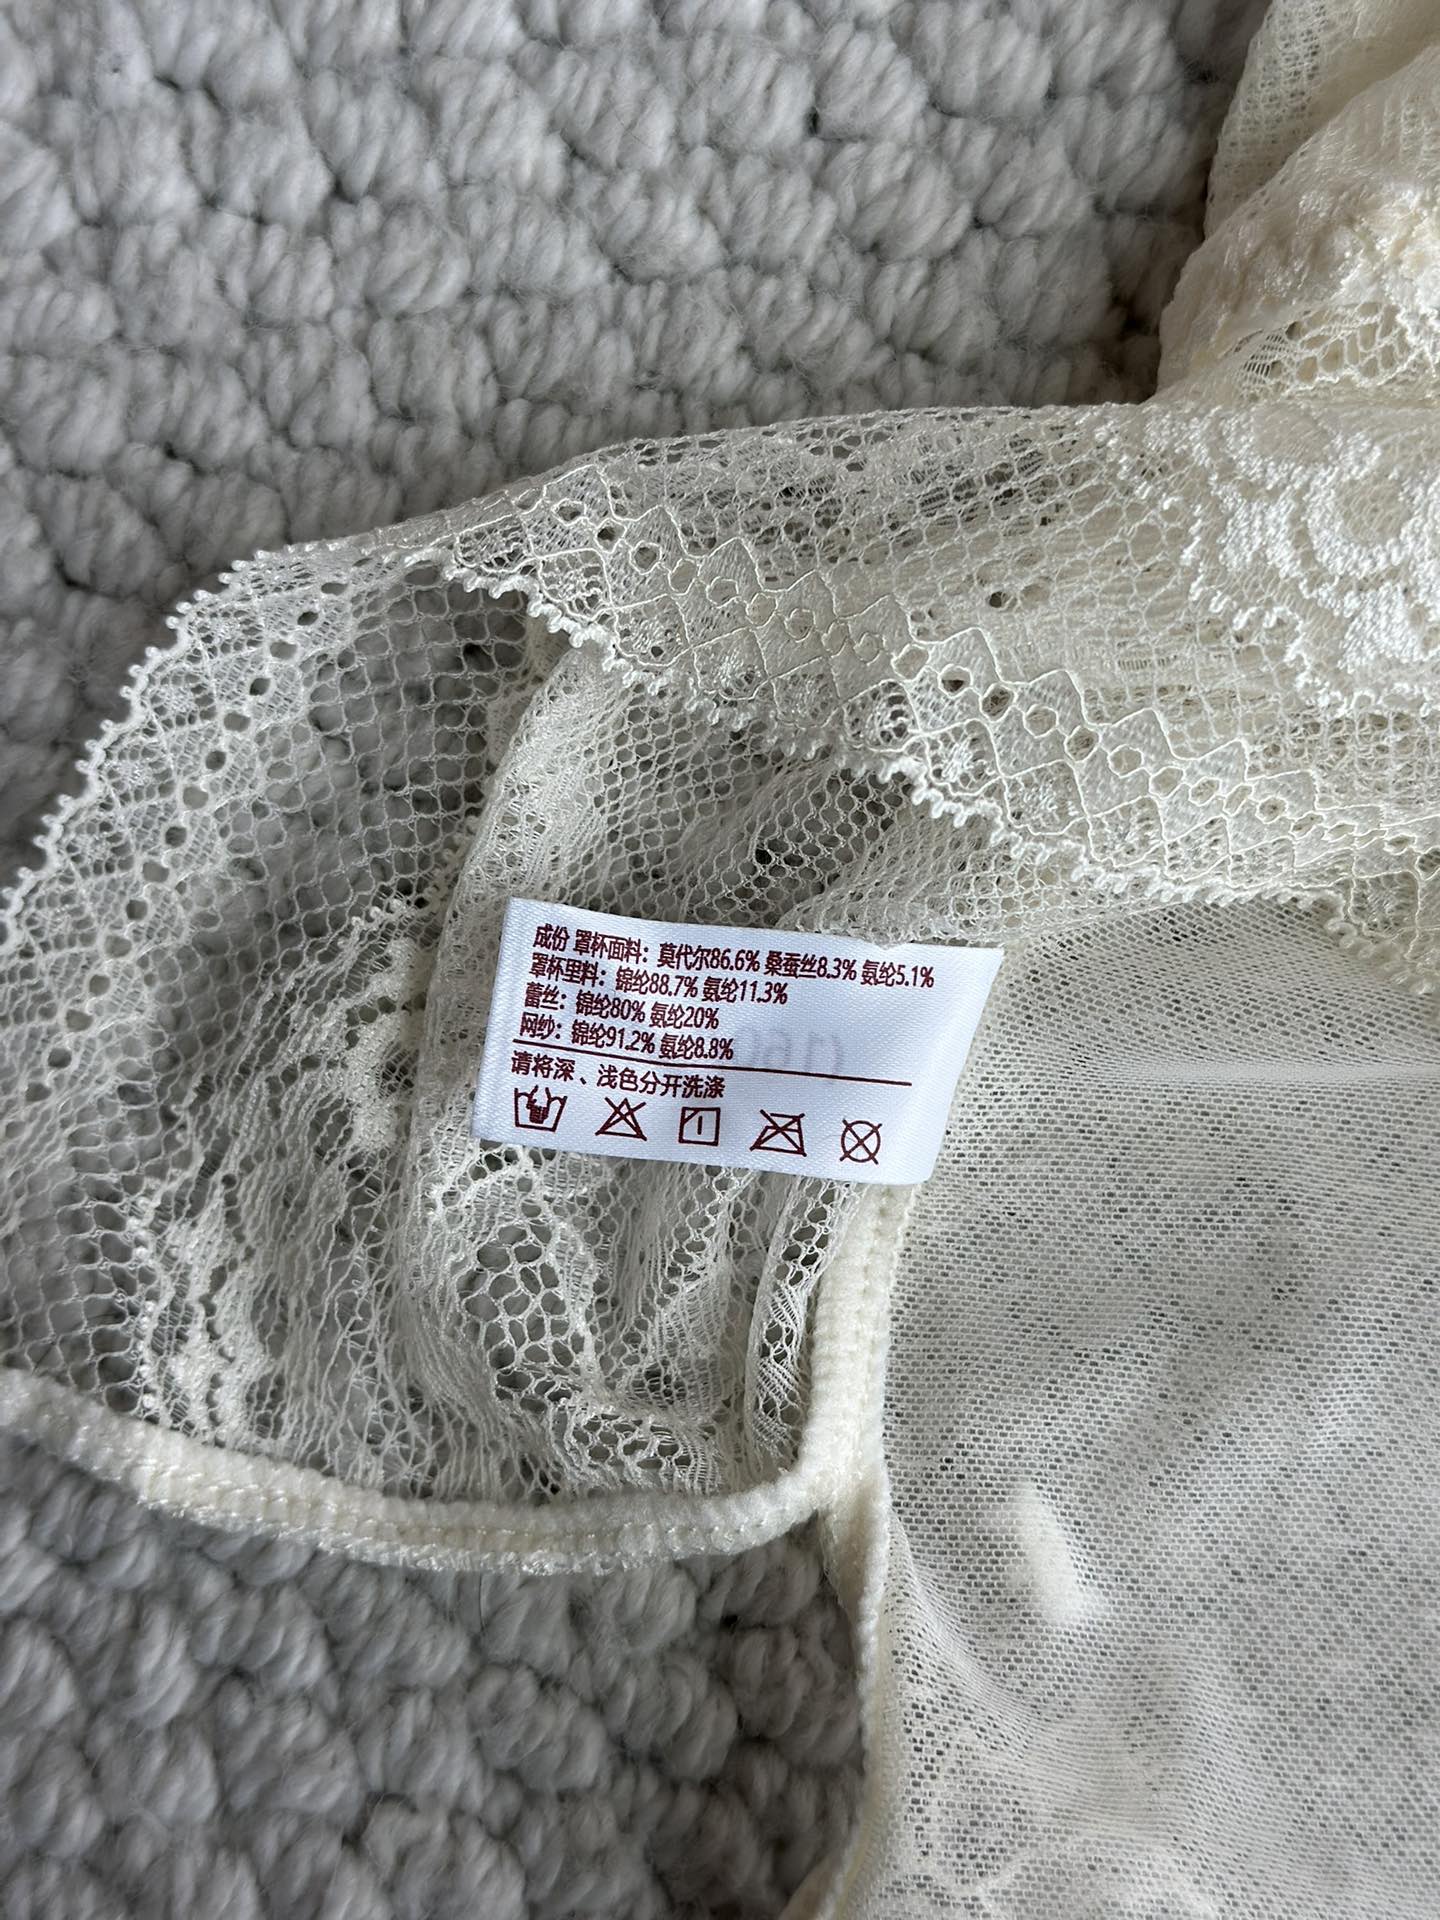 成份 罩杯面料：莫代尔86.6% 桑蚕丝8.3% 氨纶5.1%
罩杯里料：锦纶88.7% 氨纶11.3%
蕾丝：锦纶80% 氨纶20%
网纱：锦纶91.2% 氨纶8.8%
请将深、浅色分开洗涤